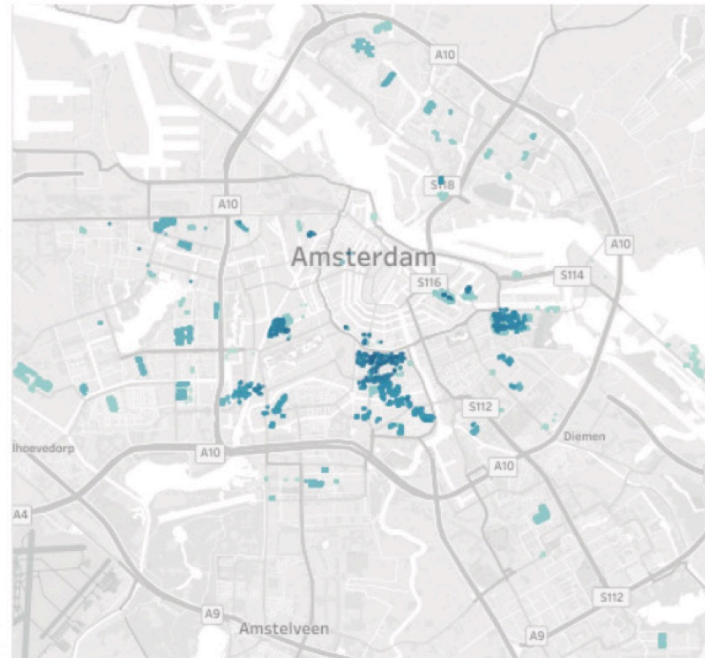 A10
S118
A10
A10
Amsterdam
S116
S114
S112
lhoevedorp
A10
Diemen
A10
A4
S112
A9
Amstelveen
A9